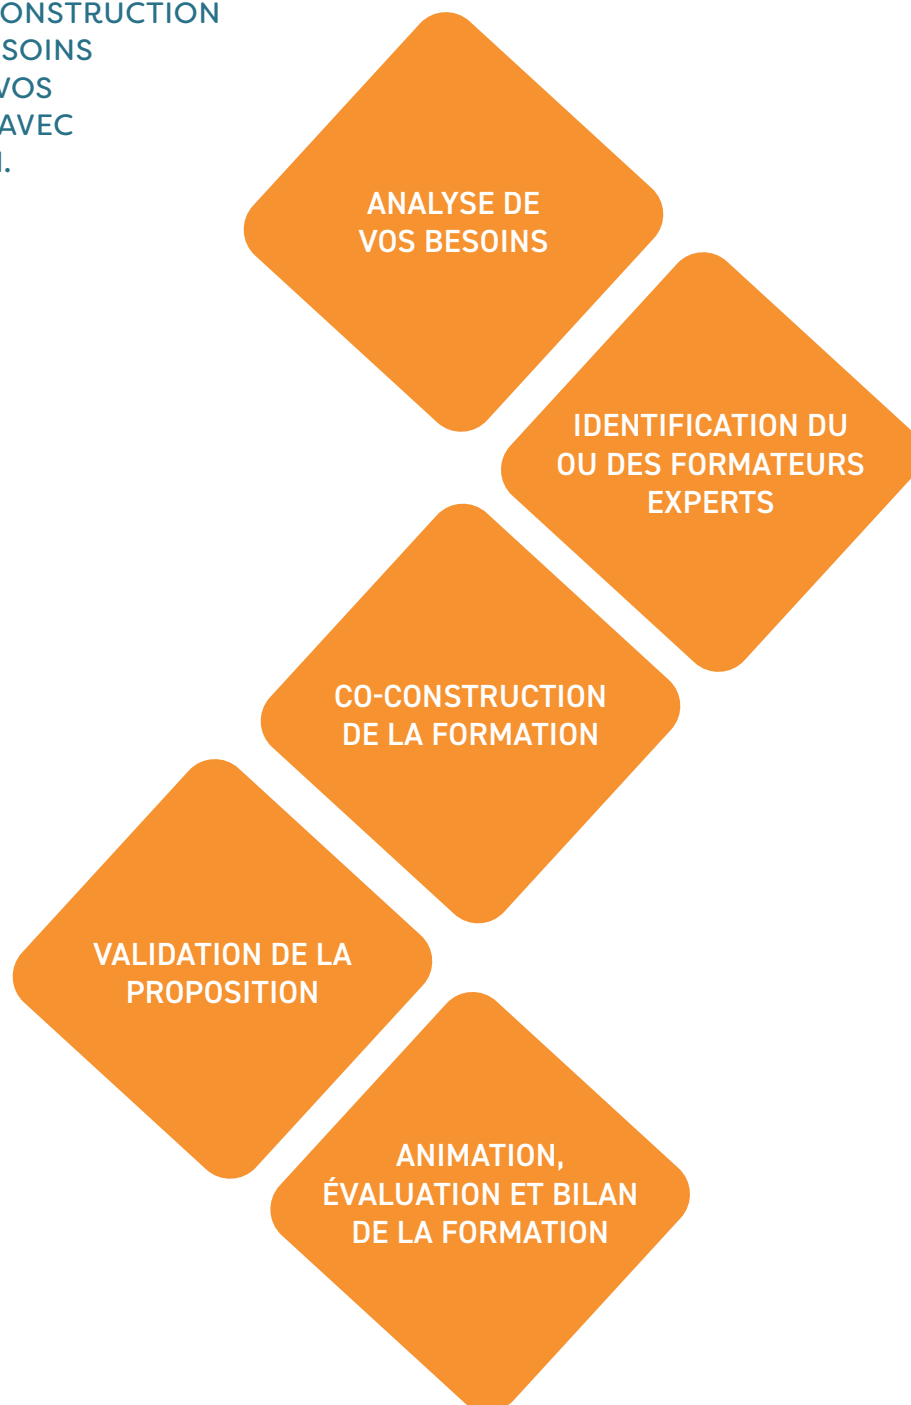 ONSTRUCTION
SOINS
VOS
AVEC
ANALYSE DE
VOS BESOINS
IDENTIFICATION DU
OU DES FORMATEURS
EXPERTS
CO-CONSTRUCTION
DE LA FORMATION
VALIDATION DE LA
PROPOSITION
ANIMATION,
ÉVALUATION ET BILAN
DE LA FORMATION